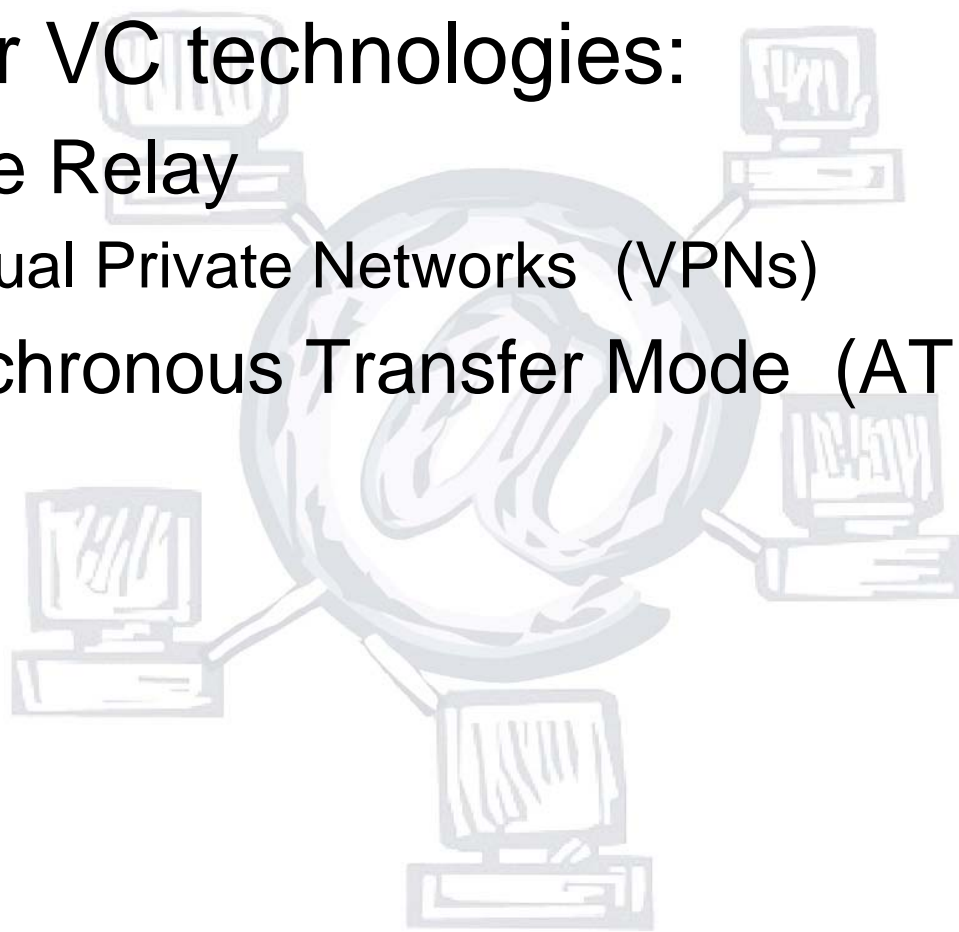 r VC technologies:
e Relay
ual Private Networks (VPNs)
chronous Transfer Mode (AT